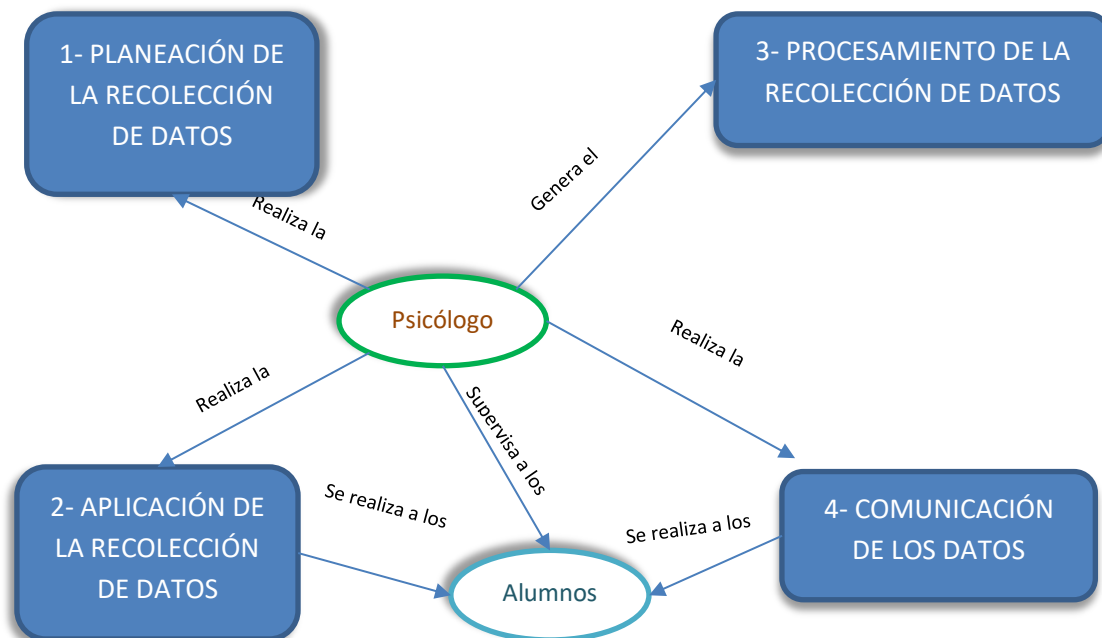 1- PLANEACIÓN DE
LA RECOLECCIÓN
DE DATOS
3- PROCESAMIENTO DE LA
RECOLECCIÓN DE DATOS
Realiza la
Genera el
Psicólogo
Realiza la
Realiza la
Supervisa a los
2- APLICACIÓN DE
LA RECOLECCIÓN
DE DATOS
Se realiza a los
Se realiza a los
4- COMUNICACIÓN
DE LOS DATOS
Alumnos